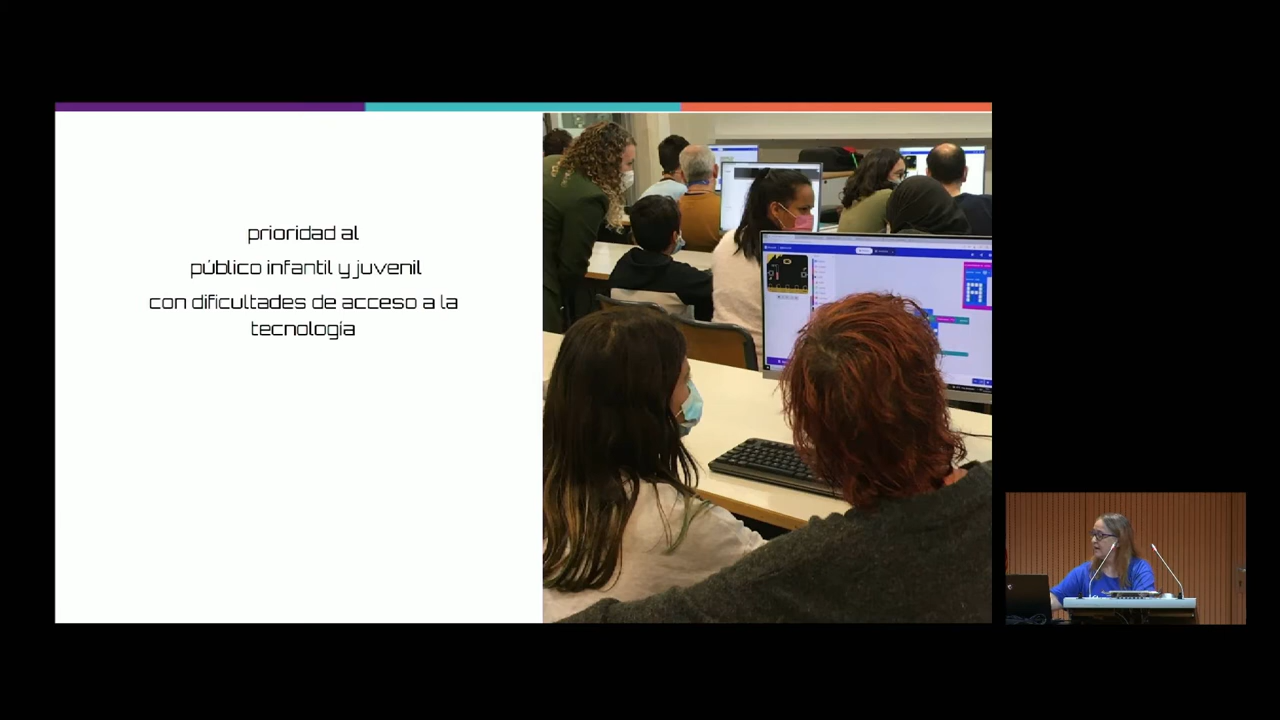 prioridad al
público infantil y juvenil
con dificultades de acceso a la
tecnología